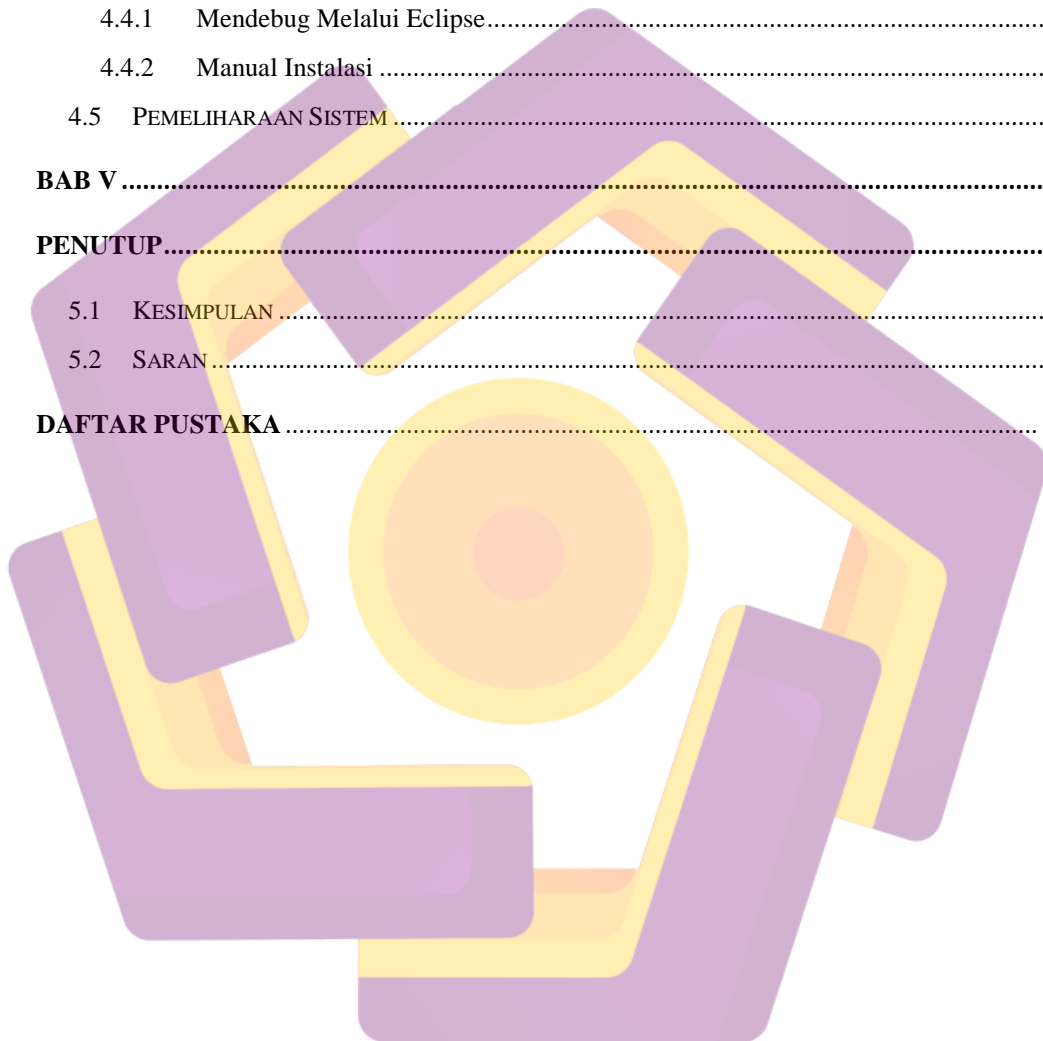 4.4.1 Mendebug Melalui Eclipse........................................................................................
4.4.2 Manual Instalasi ........................................................................................................
4.5 PEMELIHARAAN SISTEM ........................................................................................................
BAB V ........................................................................................................................................
PENUTUP...................................................................................................................................
5.1 KESIMPULAN ......................................................................................................................
5.2 SARAN ................................................................................................................................
DAFTAR PUSTAKA ................................................................................................................